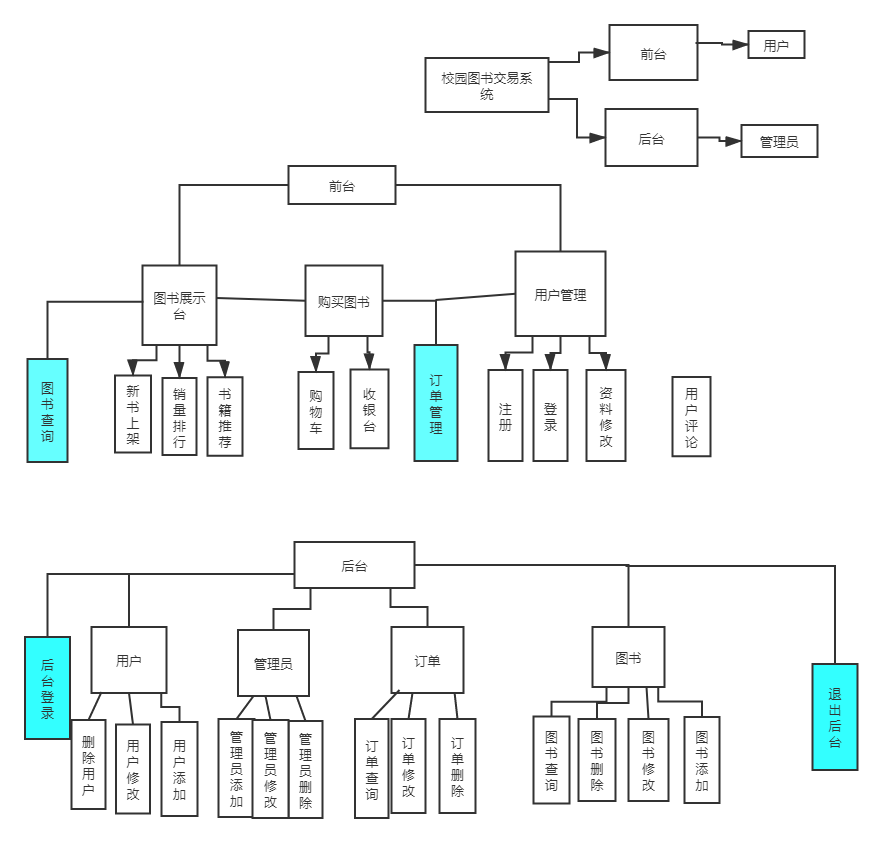 前台
用户
校园图书交易系
统
后台
管理员
前台
图书展示
台
购买图书
用户管理
图书查询
新书上架
销量排行
书籍推荐
购物车
收银台
订单管理
注册
登录
资料修改
用户评论
后台
用户
管理员
订单
图书
后台登录
删除用户
用户修改
用户添加
管理员添加
管理员修改
管理员删除
订单查询
订单修改
订单删除
图书查询
图书删除
图书修改
图书添加
退出后台